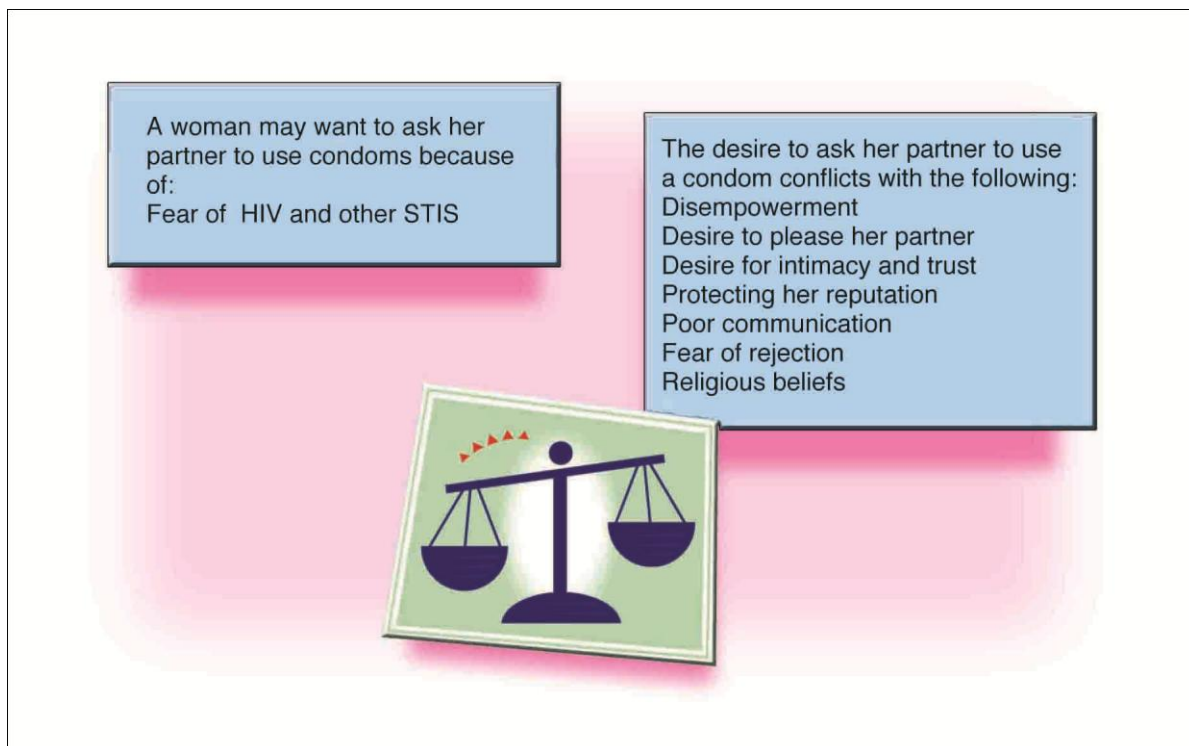 A woman may want to ask her
partner to use condoms because
of:
Fear of HIV and other STIS
The desire to ask her partner to use
a condom conflicts with the following:
Disempowerment
Desire to please her partner
Desire for intimacy and trust
Protecting her reputation
Poor communication
Fear of rejection
Religious beliefs